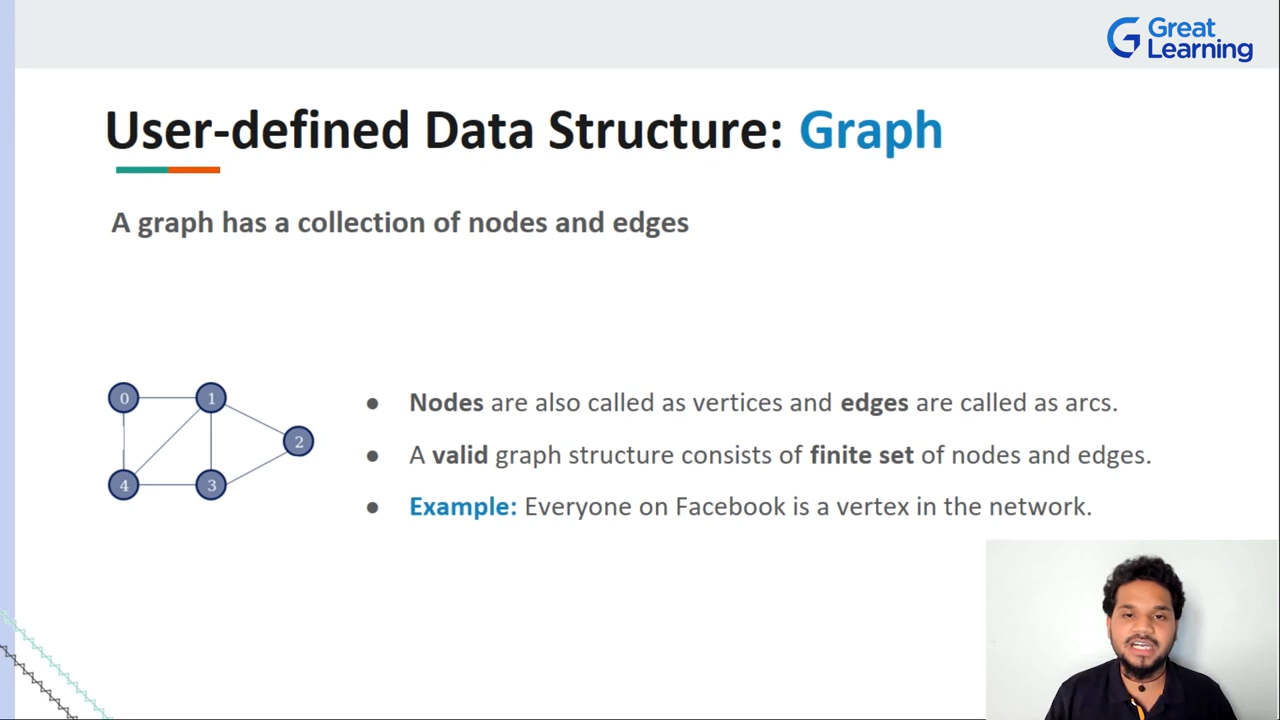 Great
Learning
User-defined Data Structure: Graph
A graph has a collection of nodes and edges
0 1
2
4 3
● Nodes are also called as vertices and edges are called as arcs.
● A valid graph structure consists of finite set of nodes and edges.
● Example: Everyone on Facebook is a vertex in the network.